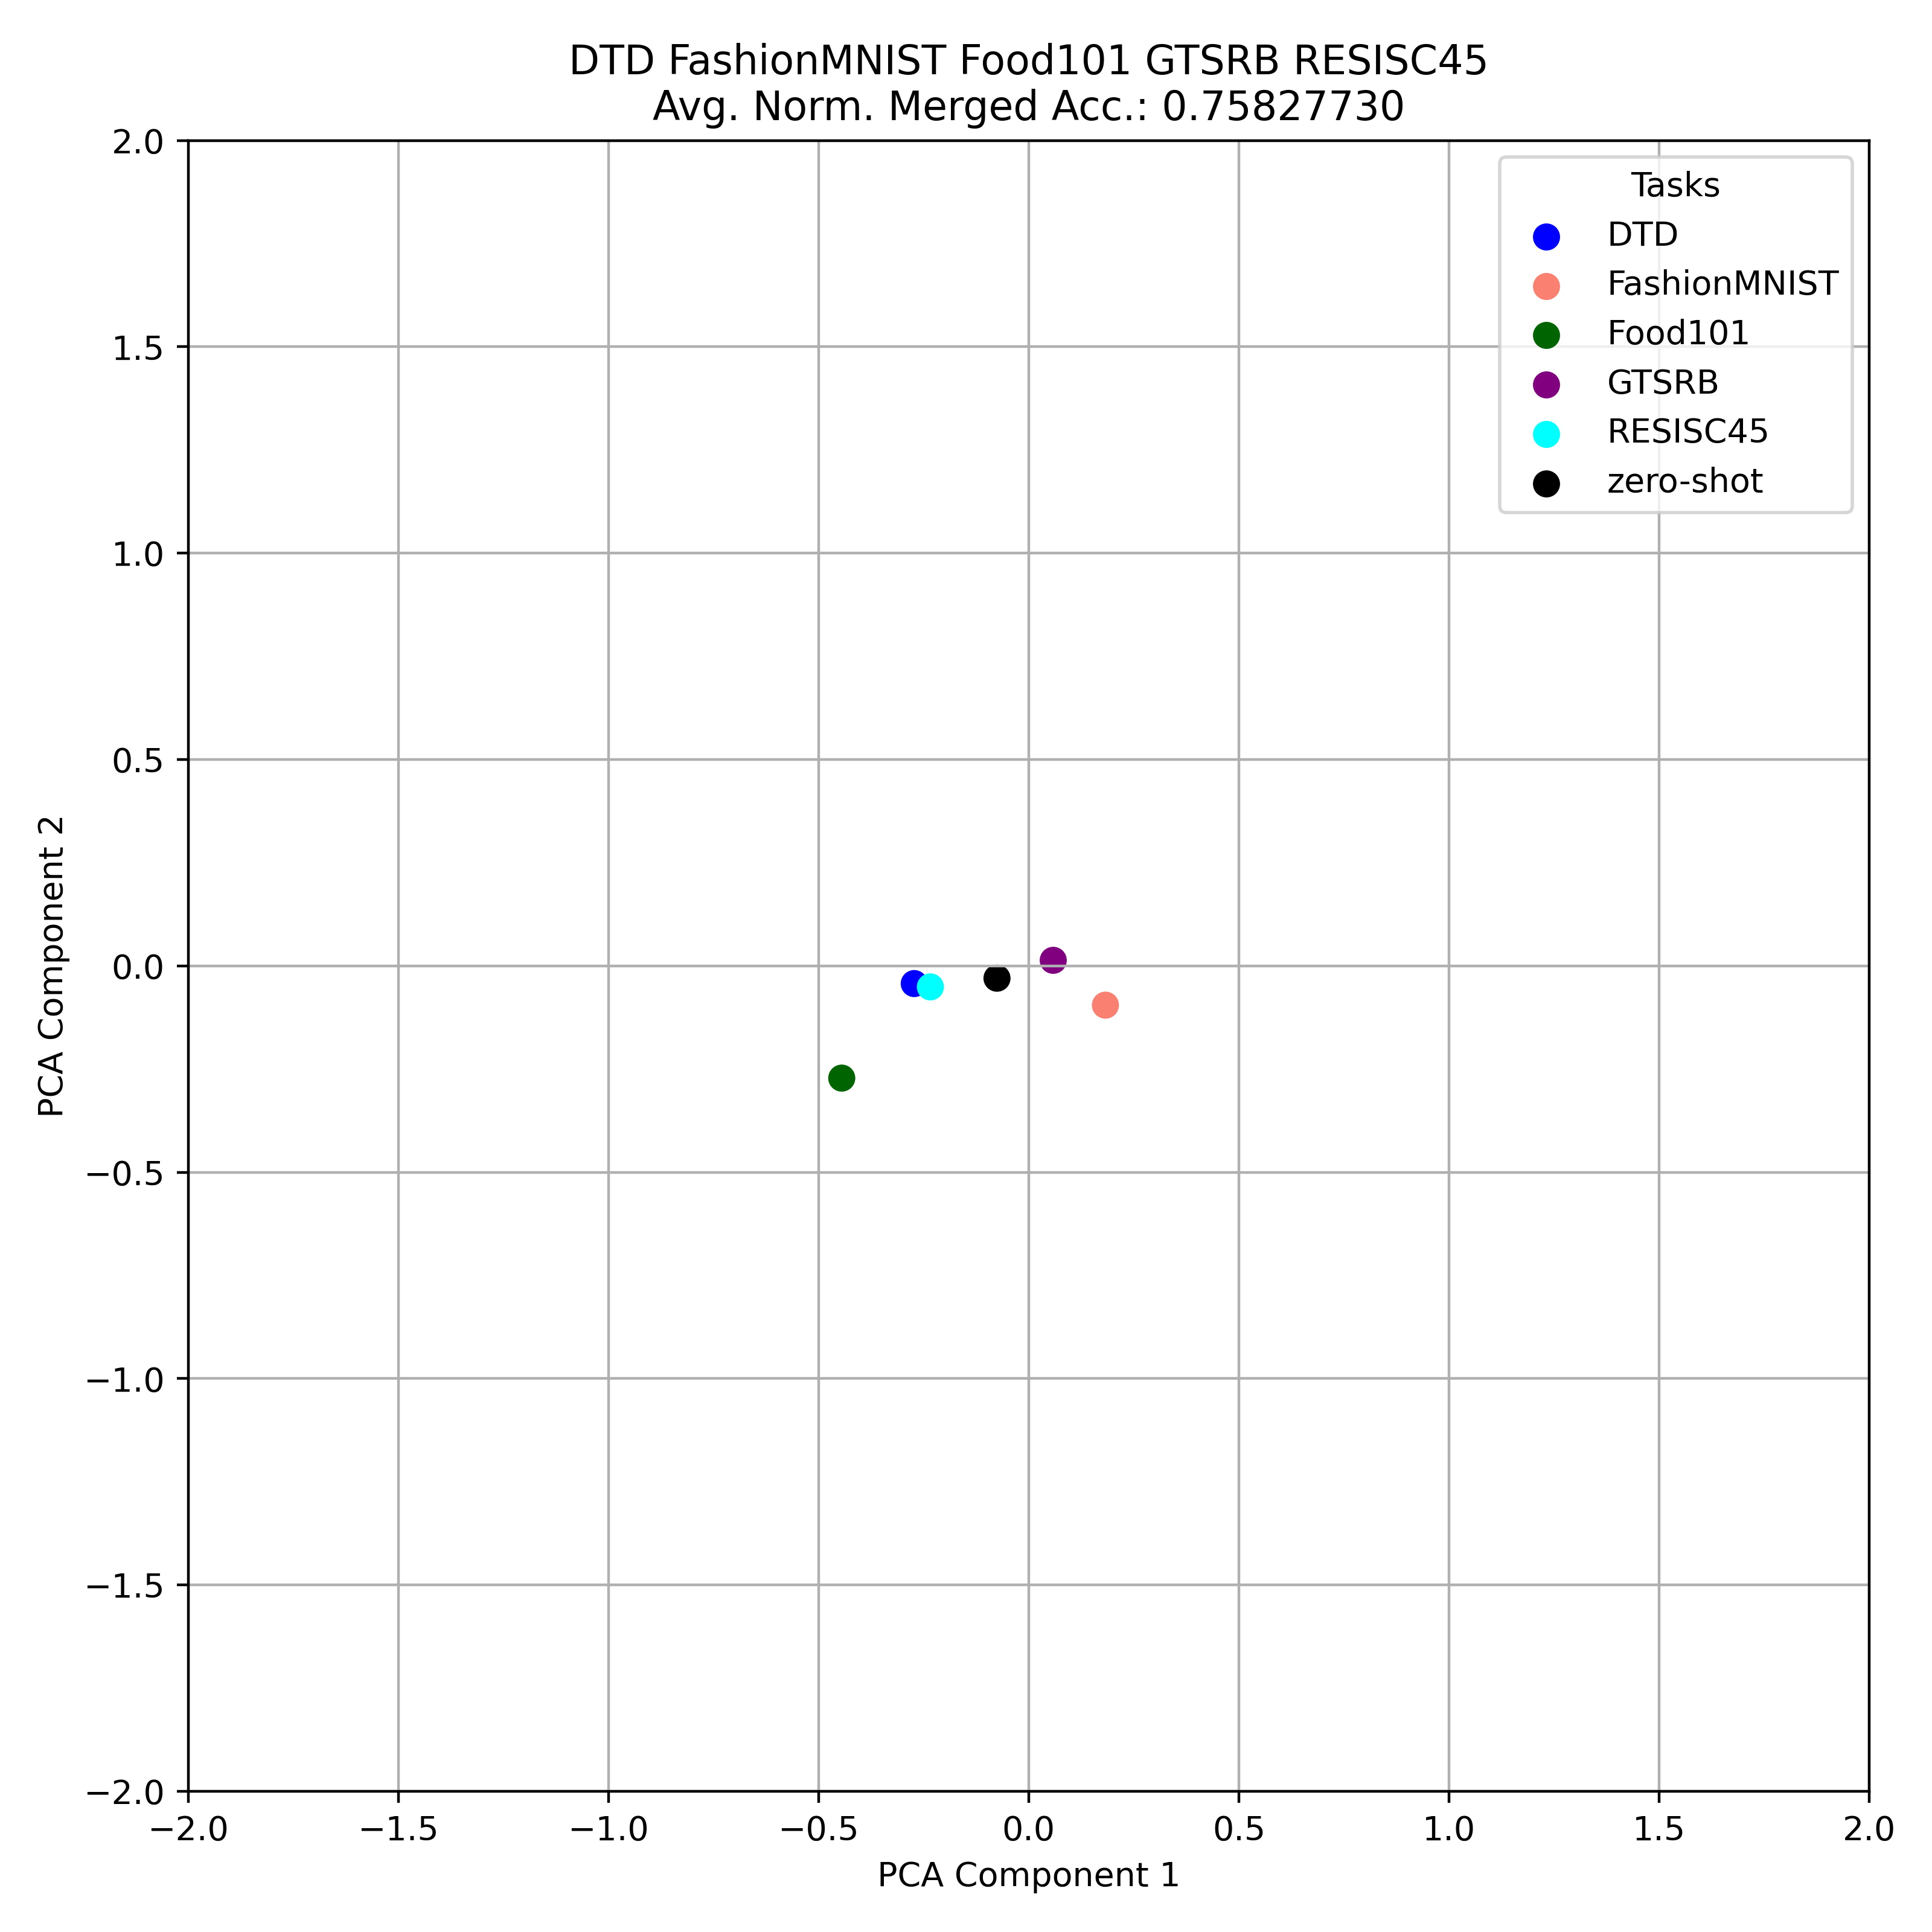 DTD FashionMNIST Food101 GTSRB RESISC45
Avg. Norm. Merged Acc.: 0.75827730
Tasks
DTD
FashionMNIST
Food101
GTSRB
RESISC45
zero-shot
PCA Component 2
2.0
1.5
1.0
0.5
0.0
−0.5
−1.0
−1.5
−2.0
−2.0 −1.5 −1.0 −0.5 0.0 0.5 1.0 1.5 2.0
PCA Component 1